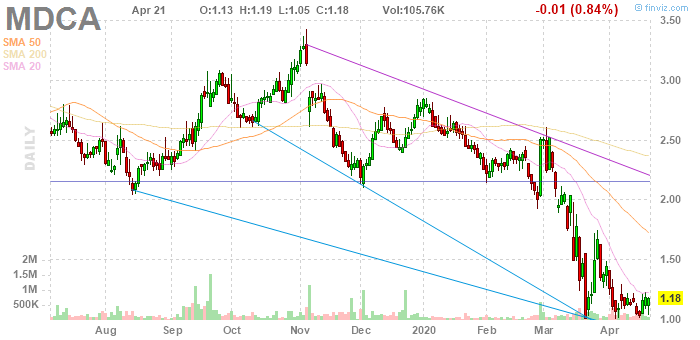 MDCA Apr 21 O:1.13 H:1.19 L:1.05 C:1.18 Vol:105.76K -0.01 (0.84%)
© finviz.com
SMA 50
SMA 200
SMA 20
DAILY
3.50
3.00
2.50
2.00
1.50
1.18
1.00
2M
1.5M
1M
500K
Aug Sep Oct Nov Dec 2020 Feb Mar Apr